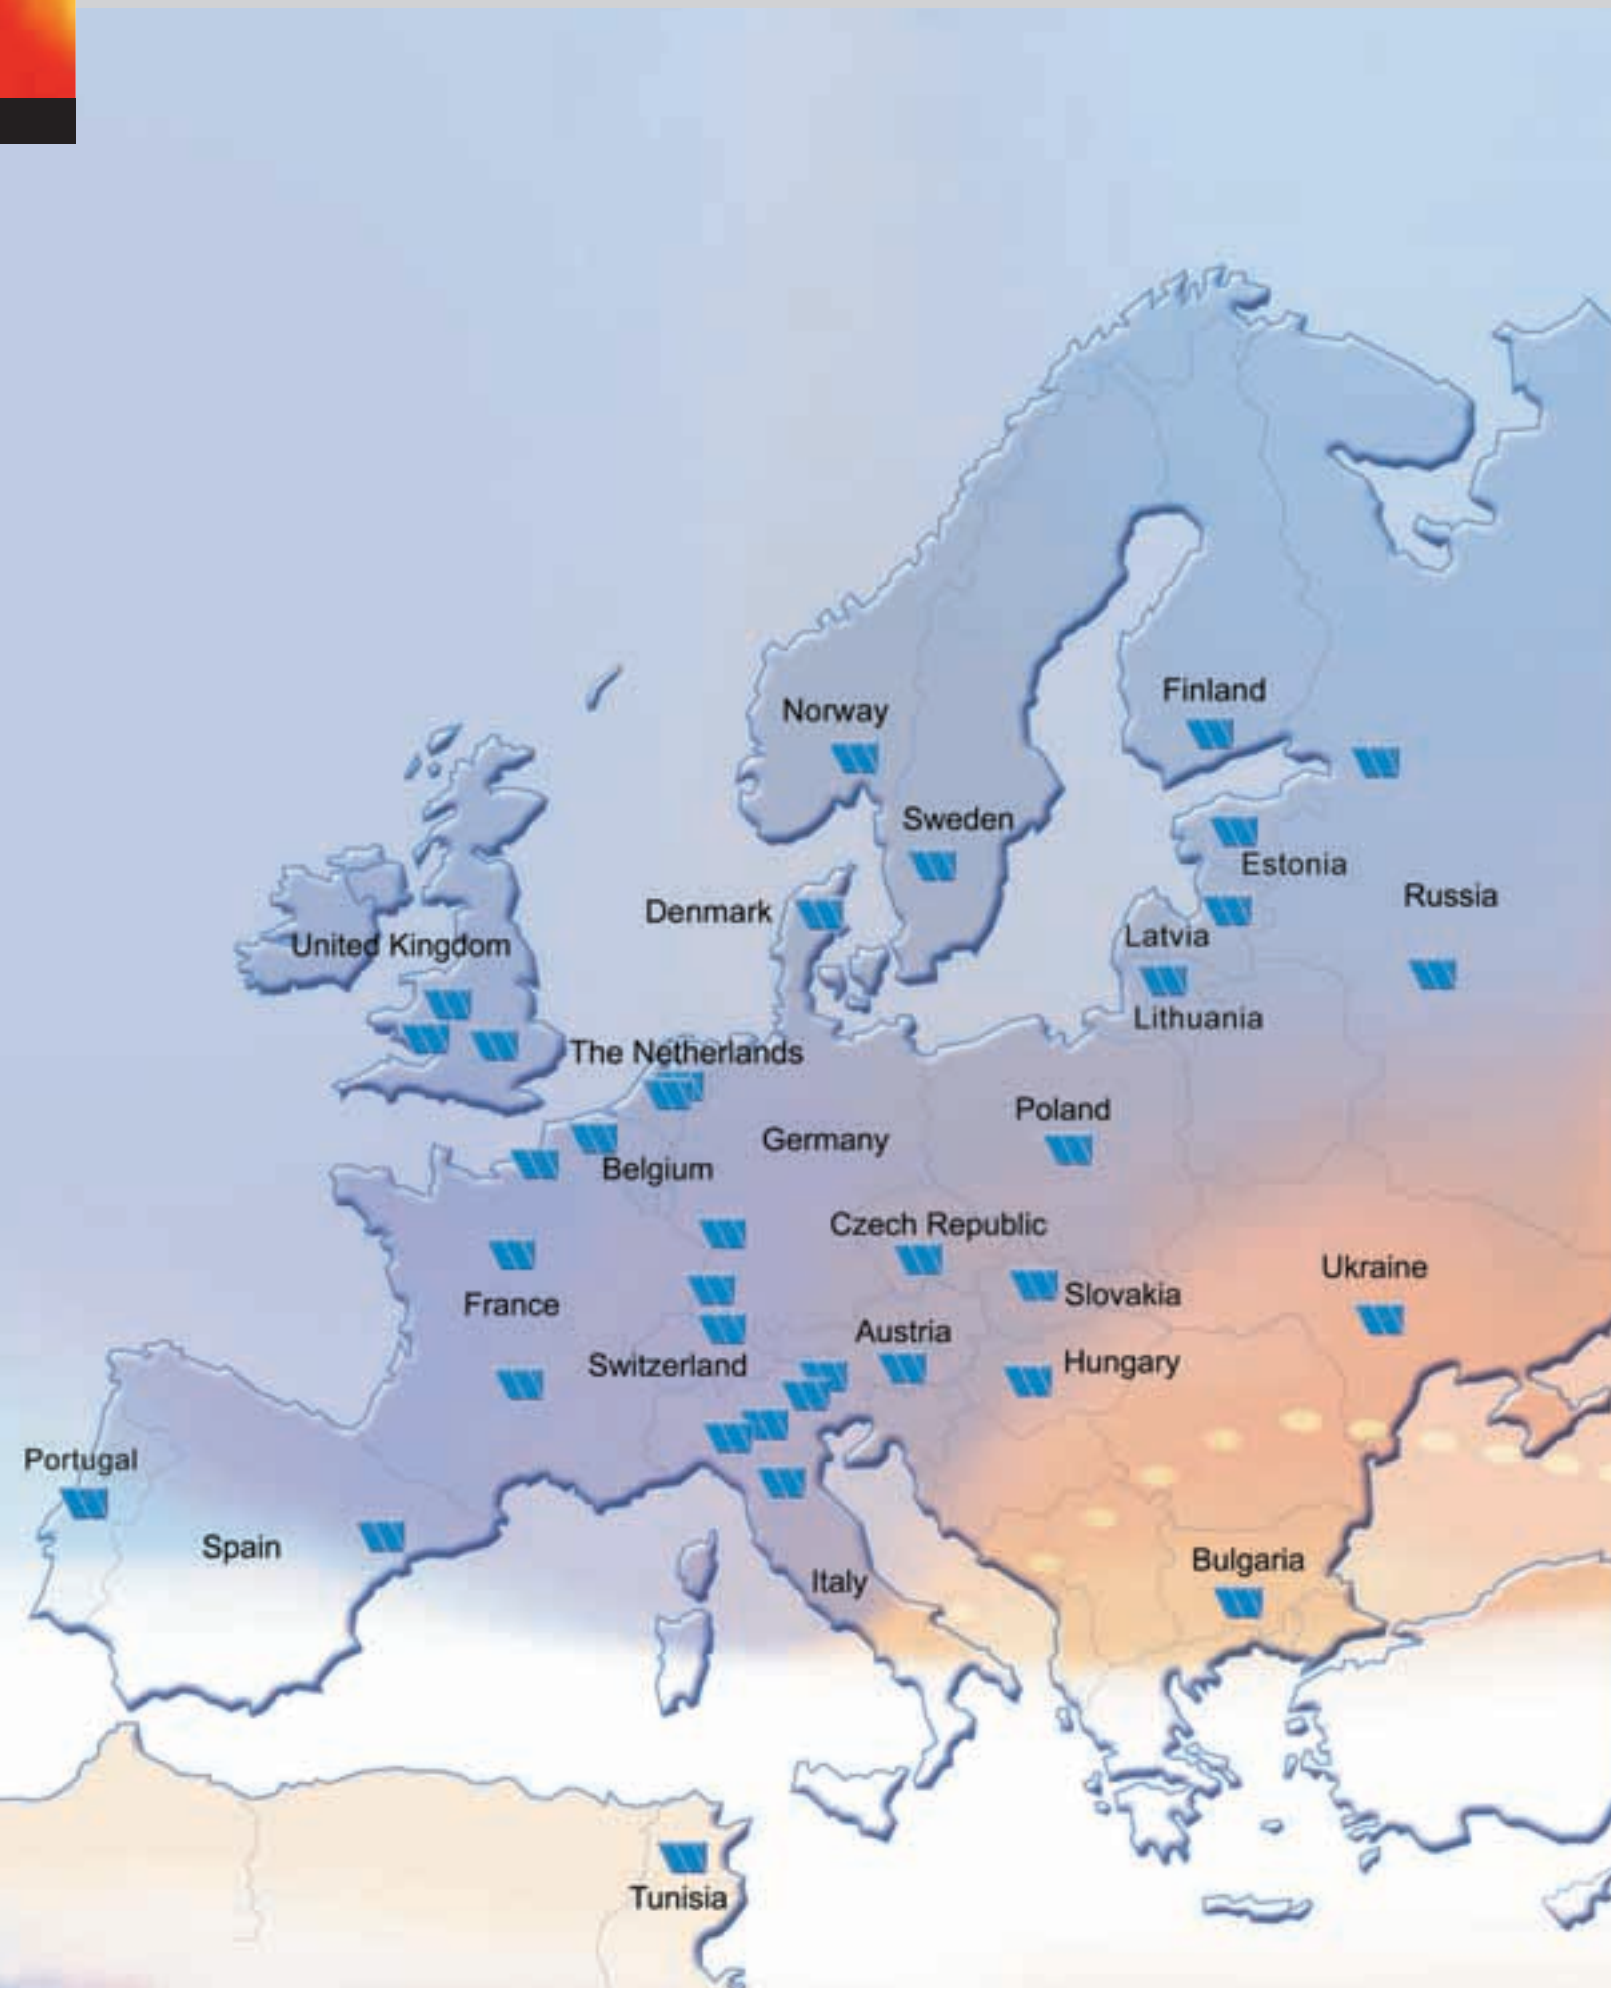 Finland
Norway
Sweden
Estonia
Russia
Denmark
Latvia
United Kingdom
Lithuania
The Netherlands
Poland
Germany
Belgium
Czech Republic
Ukraine
Slovakia
France
Austria
Switzerland
Hungary
Portugal
Spain
Bulgaria
Italy
Tunisia